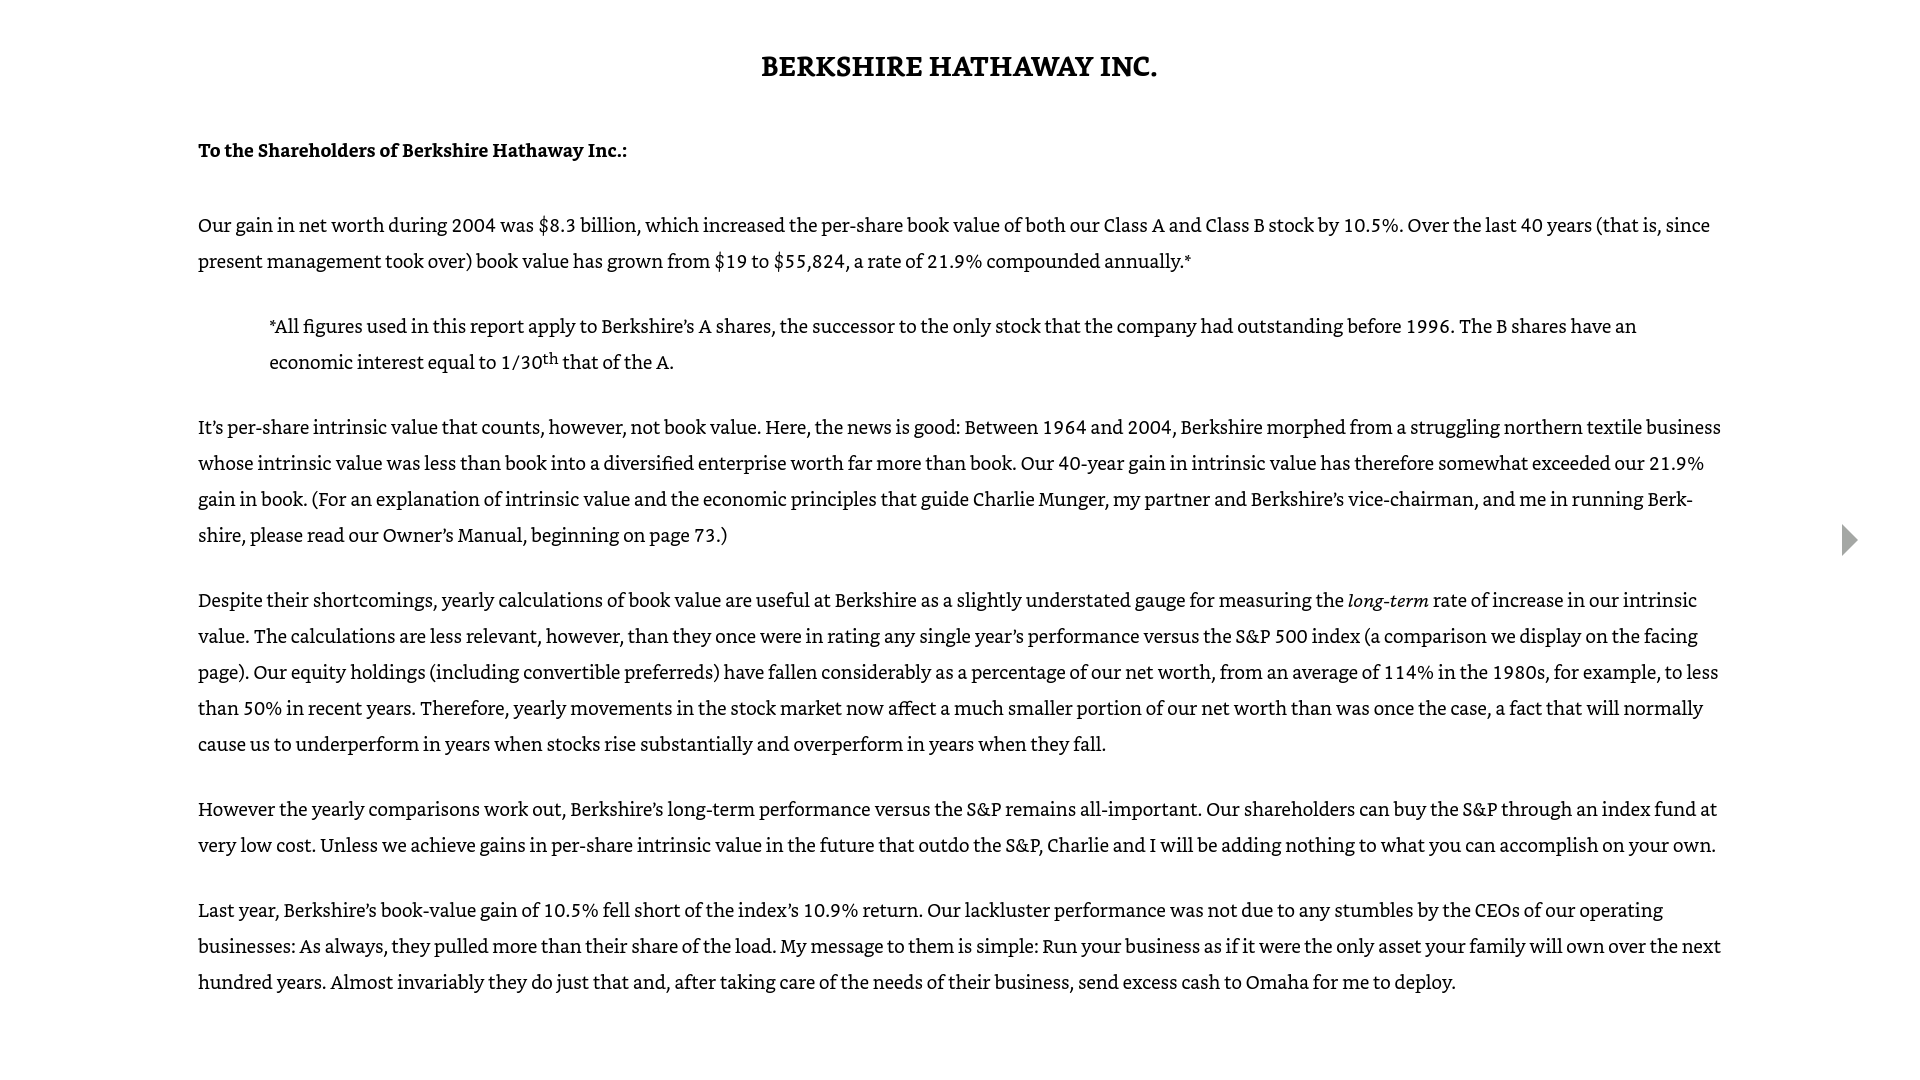 BERKSHIRE HATHAWAY INC.
To the Shareholders of Berkshire Hathaway Inc.:
Our gain in net worth during 2004 was $8.3 billion, which increased the per-share book value of both our Class A and Class B stock by 10.5%. Over the last 40 years (that is, since
present management took over) book value has grown from $19 to $55,824, a rate of 21.9% compounded annually.*
*All figures used in this report apply to Berkshire’s A shares, the successor to the only stock that the company had outstanding before 1996. The B shares have an
economic interest equal to 1/30th that of the A.
It’s per-share intrinsic value that counts, however, not book value. Here, the news is good: Between 1964 and 2004, Berkshire morphed from a struggling northern textile business
whose intrinsic value was less than book into a diversified enterprise worth far more than book. Our 40-year gain in intrinsic value has therefore somewhat exceeded our 21.9%
gain in book. (For an explanation of intrinsic value and the economic principles that guide Charlie Munger, my partner and Berkshire’s vice-chairman, and me in running Berk-
shire, please read our Owner’s Manual, beginning on page 73.)
Despite their shortcomings, yearly calculations of book value are useful at Berkshire as a slightly understated gauge for measuring the long-term rate of increase in our intrinsic
value. The calculations are less relevant, however, than they once were in rating any single year’s performance versus the S&P 500 index (a comparison we display on the facing
page). Our equity holdings (including convertible preferreds) have fallen considerably as a percentage of our net worth, from an average of 114% in the 1980s, for example, to less
than 50% in recent years. Therefore, yearly movements in the stock market now affect a much smaller portion of our net worth than was once the case, a fact that will normally
cause us to underperform in years when stocks rise substantially and overperform in years when they fall.
However the yearly comparisons work out, Berkshire’s long-term performance versus the S&P remains all-important. Our shareholders can buy the S&P through an index fund at
very low cost. Unless we achieve gains in per-share intrinsic value in the future that outdo the S&P, Charlie and I will be adding nothing to what you can accomplish on your own.
Last year, Berkshire’s book-value gain of 10.5% fell short of the index’s 10.9% return. Our lackluster performance was not due to any stumbles by the CEOs of our operating
businesses: As always, they pulled more than their share of the load. My message to them is simple: Run your business as if it were the only asset your family will own over the next
hundred years. Almost invariably they do just that and, after taking care of the needs of their business, send excess cash to Omaha for me to deploy.